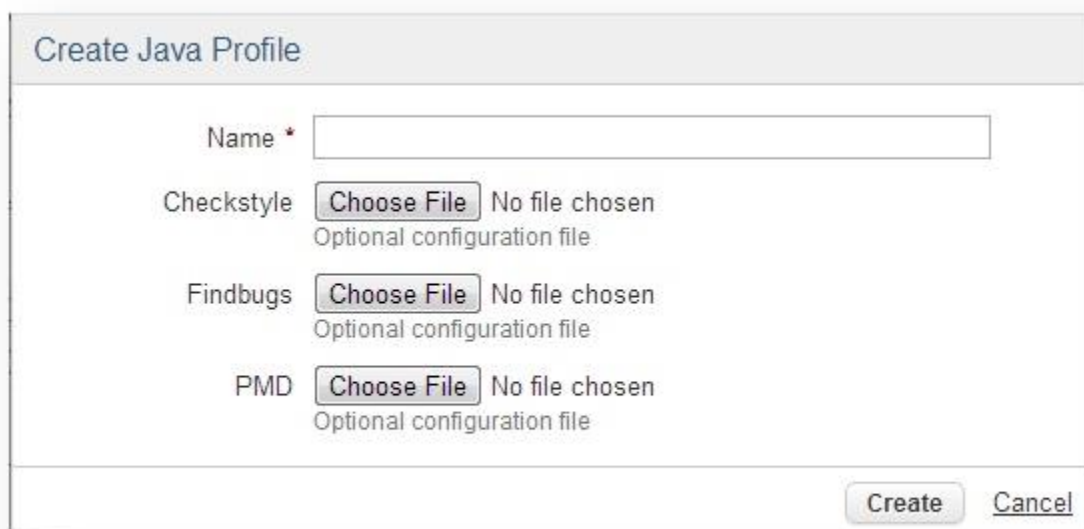 Create Java Profile
Name *
Checkstyle Choose File No file chosen
Optional configuration file
Findbugs Choose File No file chosen
Optional configuration file
PMD Choose File No file chosen
Optional configuration file
Create Cancel